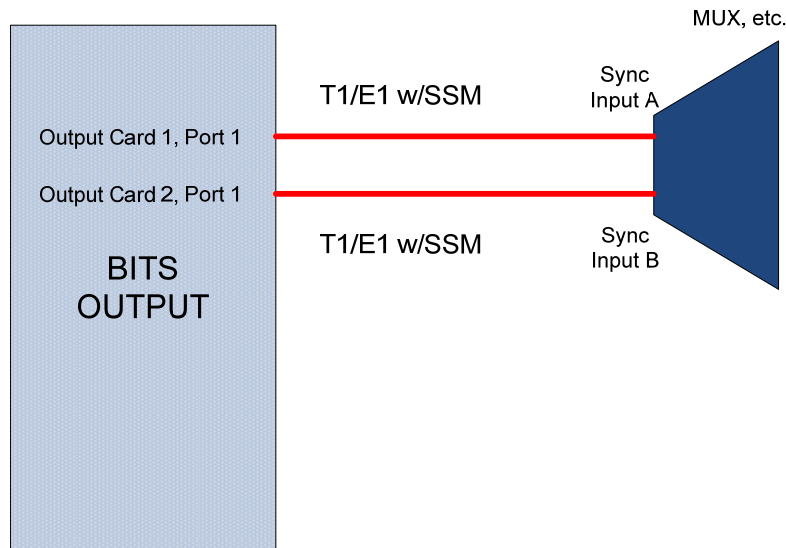 MUX, etc.
Sync
Input A
T1/E1 w/SSM
Output Card 1, Port 1
Output Card 2, Port 1
T1/E1 w/SSM
Sync
Input B
BITS
OUTPUT